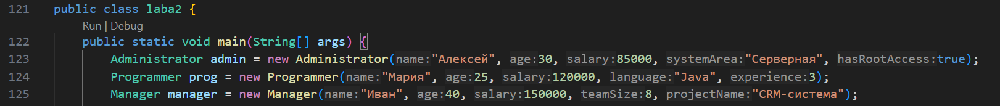 121 public class laba2 {
Run | Debug
122 public static void main(String[] args) {
123 Administrator admin = new Administrator(name:"Алексей", age:30, salary:85000, systemArea:"Серверная", hasRootAccess:true);
124 Programmer prog = new Programmer(name:"Мария", age:25, salary:120000, language:"Java", experience:3);
125 Manager manager = new Manager(name:"Иван", age:40, salary:150000, teamSize:8, projectName:"CRM-система");